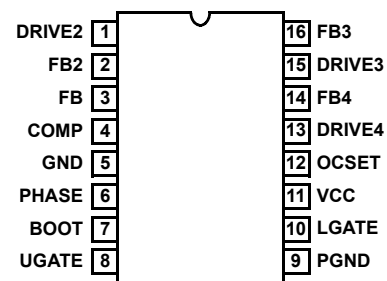 DRIVE2 1 16 FB3
FB2 2 15 DRIVE3
FB 3 14 FB4
COMP 4 13 DRIVE4
GND 5 12 OCSET
PHASE 6 11 VCC
BOOT 7 10 LGATE
UGATE 8 9 PGND